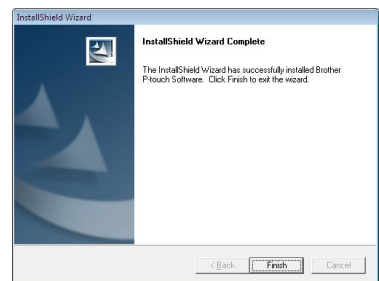 InstallShield Wizard
InstallShield Wizard Complete
The InstallShield Wizard has successfully installed Brother
P-touch Software. Click Finish to exit the wizard.
< Back
Finish
Cancel